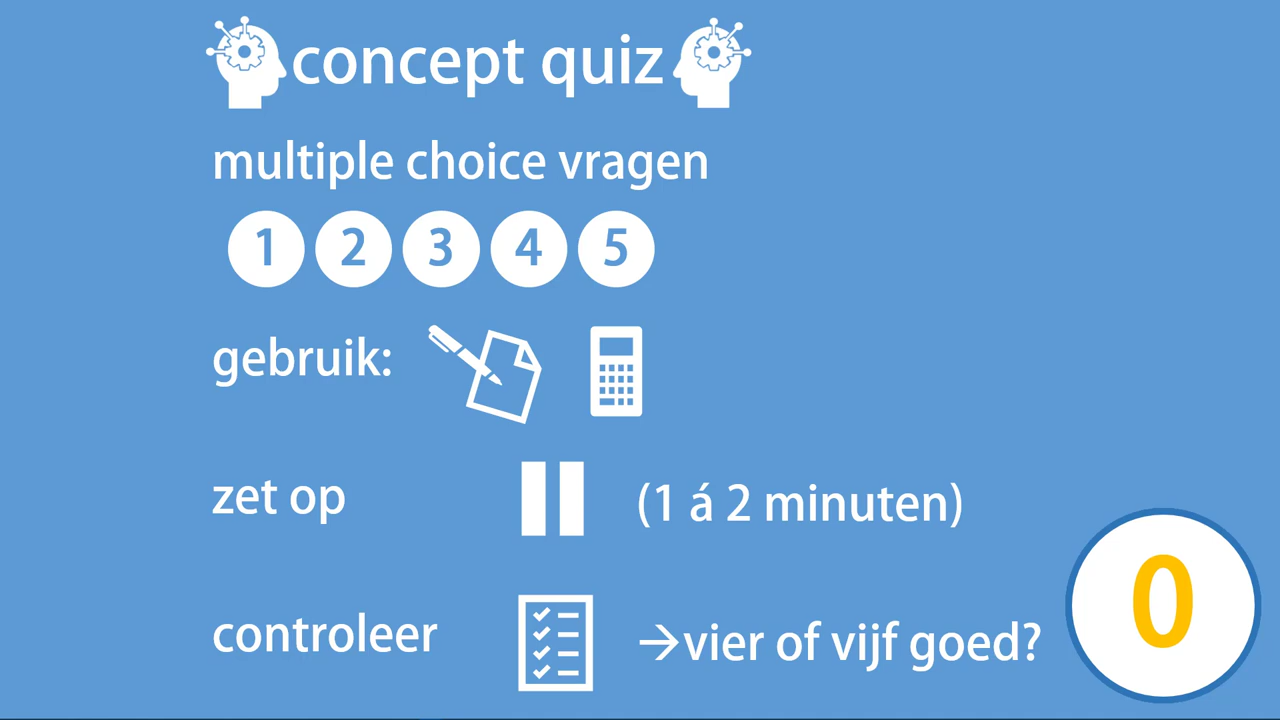 concept quiz
multiple choice vragen
1 2 3 4 5
gebruik:
zet op (1 á 2 minuten)
controleer →vier of vijf goed?
0